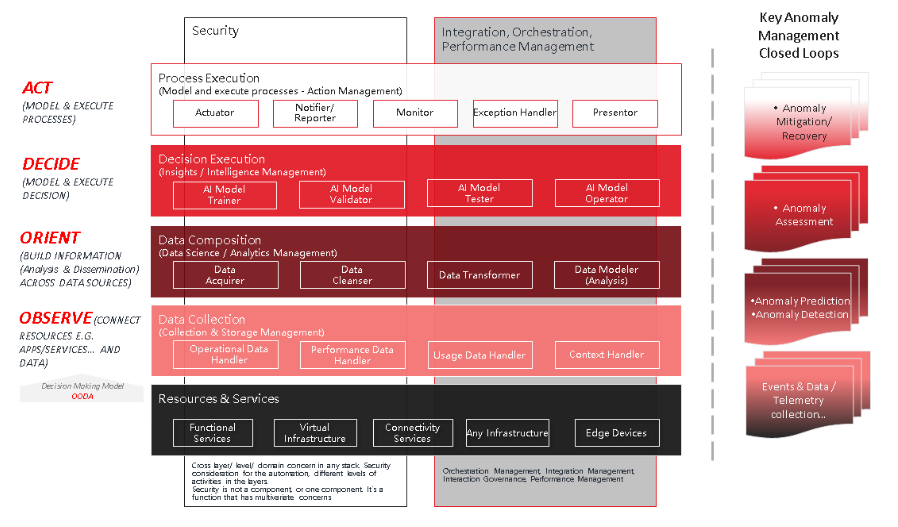 Security
Integration, Orchestration,
Performance Management
Key Anomaly
Management
Closed Loops
ACT
(MODEL & EXECUTE
PROCESSES)
Process Execution
(Model and execute processes - Action Management)
Actuator
Notifier/
Reporter
Monitor
Exception Handler
Presentor
• Anomaly
Mitigation/
Recovery
DECIDE
(MODEL & EXECUTE
DECISION)
Decision Execution
(Insights / Intelligence Management)
AI Model
Trainer
AI Model
Validator
AI Model
Tester
AI Model
Operator
• Anomaly
Assessment
ORIENT
(BUILD INFORMATION
(Analysis & Dissemination)
ACROSS DATA SOURCES)
Data Composition
(Data Science / Analytics Management)
Data
Acquirer
Data
Cleanser
Data Transformer
Data Modeler
(Analysis)
•Anomaly Prediction
•Anomaly Detection
OBSERVE (CONNECT
RESOURCES E.G.
APPS/SERVICES... AND
DATA)
Data Collection
(Collection & Storage Management)
Operational Data
Handler
Performance Data
Handler
Usage Data Handler
Context Handler
Events & Data /
Telemetry
collection...
Decision Making Model
OODA
Resources & Services
Functional
Services
Virtual
Infrastructure
Connectivity
Services
Any Infrastructure
Edge Devices
Cross layer/ level/ domain concern in any stack. Security
consideration for the automation, different levels of
activities in the layers.
Security is not a component, or one component. It's a
function that has multivariate concerns
Orchestration Management, Integration Management,
Interaction Governance, Performance Management